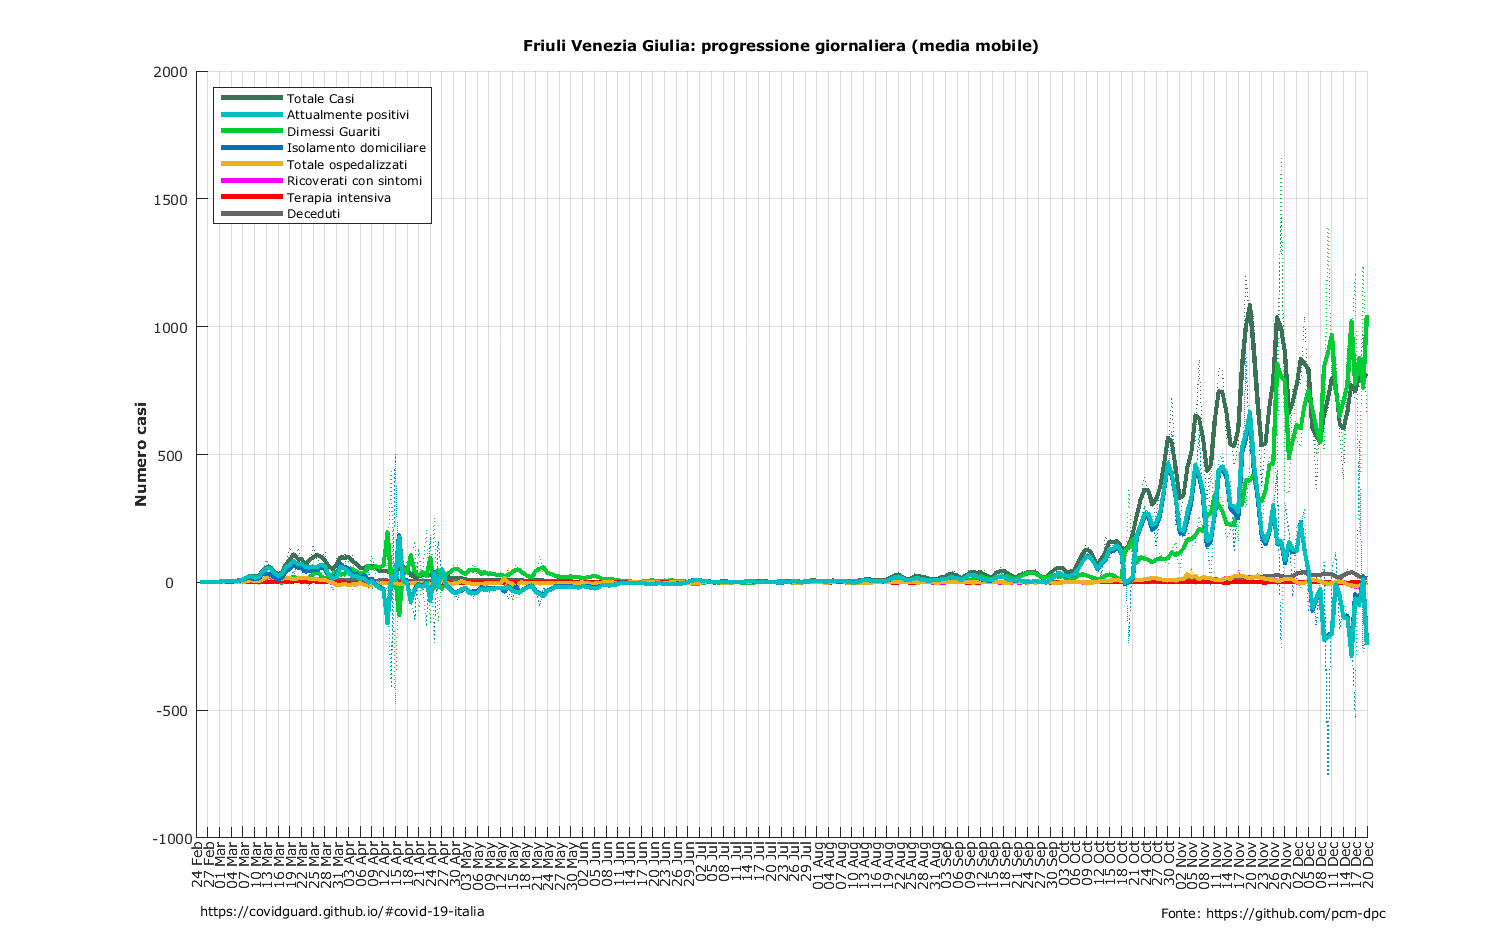 Friuli Venezia Giulia: progressione giornaliera (media mobile)
2000
1500
1000
500
0
-500
-1000
Numero casi
Totale Casi
Attualmente positivi
Dimessi Guariti
Isolamento domiciliare
Totale ospedalizzati
Ricoverati con sintomi
Terapia intensiva
Deceduti
24 Feb
27 Feb
01 Mar
04 Mar
07 Mar
10 Mar
13 Mar
16 Mar
19 Mar
22 Mar
25 Mar
28 Mar
31 Mar
03 Apr
06 Apr
09 Apr
12 Apr
15 Apr
18 Apr
21 Apr
24 Apr
27 Apr
30 Apr
03 May
06 May
09 May
12 May
15 May
18 May
21 May
24 May
27 May
30 May
02 Jun
05 Jun
08 Jun
11 Jun
14 Jun
17 Jun
20 Jun
23 Jun
26 Jun
29 Jun
02 Jul
05 Jul
08 Jul
11 Jul
14 Jul
17 Jul
20 Jul
23 Jul
26 Jul
29 Jul
01 Aug
04 Aug
07 Aug
10 Aug
13 Aug
16 Aug
19 Aug
22 Aug
25 Aug
28 Aug
31 Aug
03 Sep
06 Sep
09 Sep
12 Sep
15 Sep
18 Sep
21 Sep
24 Sep
27 Sep
30 Sep
03 Oct
06 Oct
09 Oct
12 Oct
15 Oct
18 Oct
21 Oct
24 Oct
27 Oct
30 Oct
02 Nov
05 Nov
08 Nov
11 Nov
14 Nov
17 Nov
20 Nov
23 Nov
26 Nov
29 Nov
02 Dec
05 Dec
08 Dec
11 Dec
14 Dec
17 Dec
20 Dec
https://covidguard.github.io/#covid-19-italia
Fonte: https://github.com/pcm-dpc